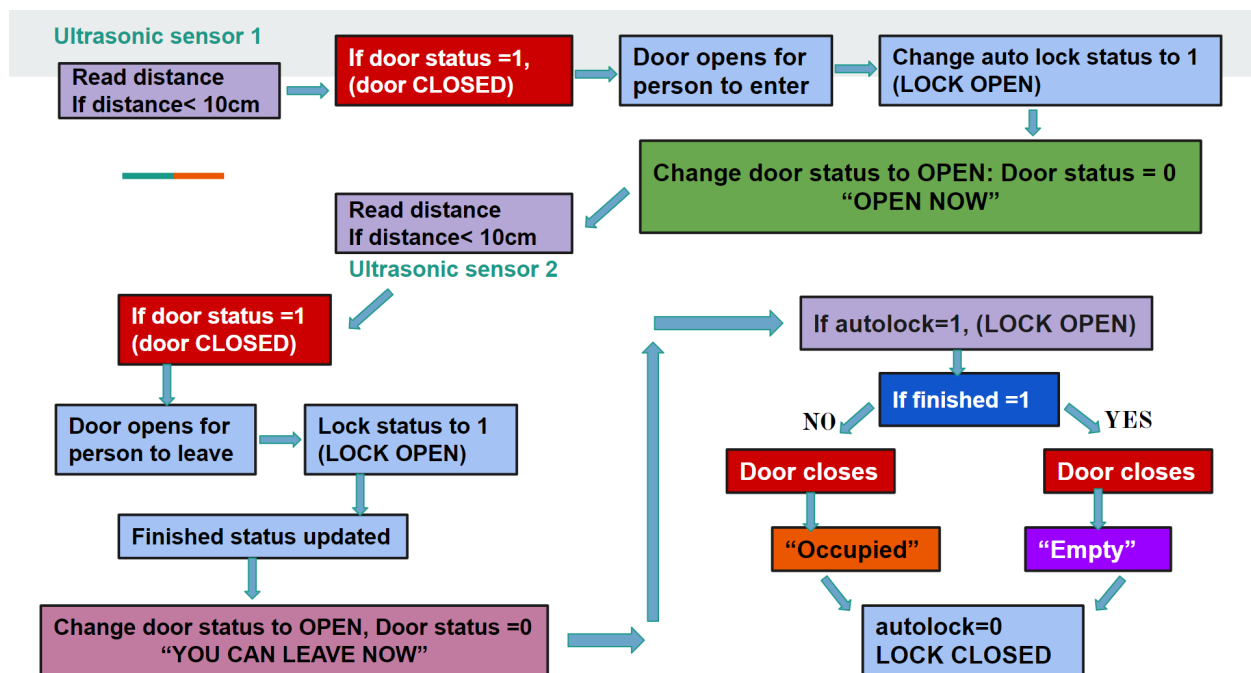 Ultrasonic sensor 1
Read distance
If distance< 10cm
If door status =1,
(door CLOSED)
Door opens for
person to enter
Change auto lock status to 1
(LOCK OPEN)
Change door status to OPEN: Door status = 0
“OPEN NOW”
Read distance
If distance< 10cm
Ultrasonic sensor 2
If door status =1
(door CLOSED)
Door opens for
person to leave
Lock status to 1
(LOCK OPEN)
Finished status updated
Change door status to OPEN, Door status =0
“YOU CAN LEAVE NOW”
If autolock=1, (LOCK OPEN)
If finished =1
NO
YES
Door closes
Door closes
“Occupied”
“Empty”
autolock=0
LOCK CLOSED